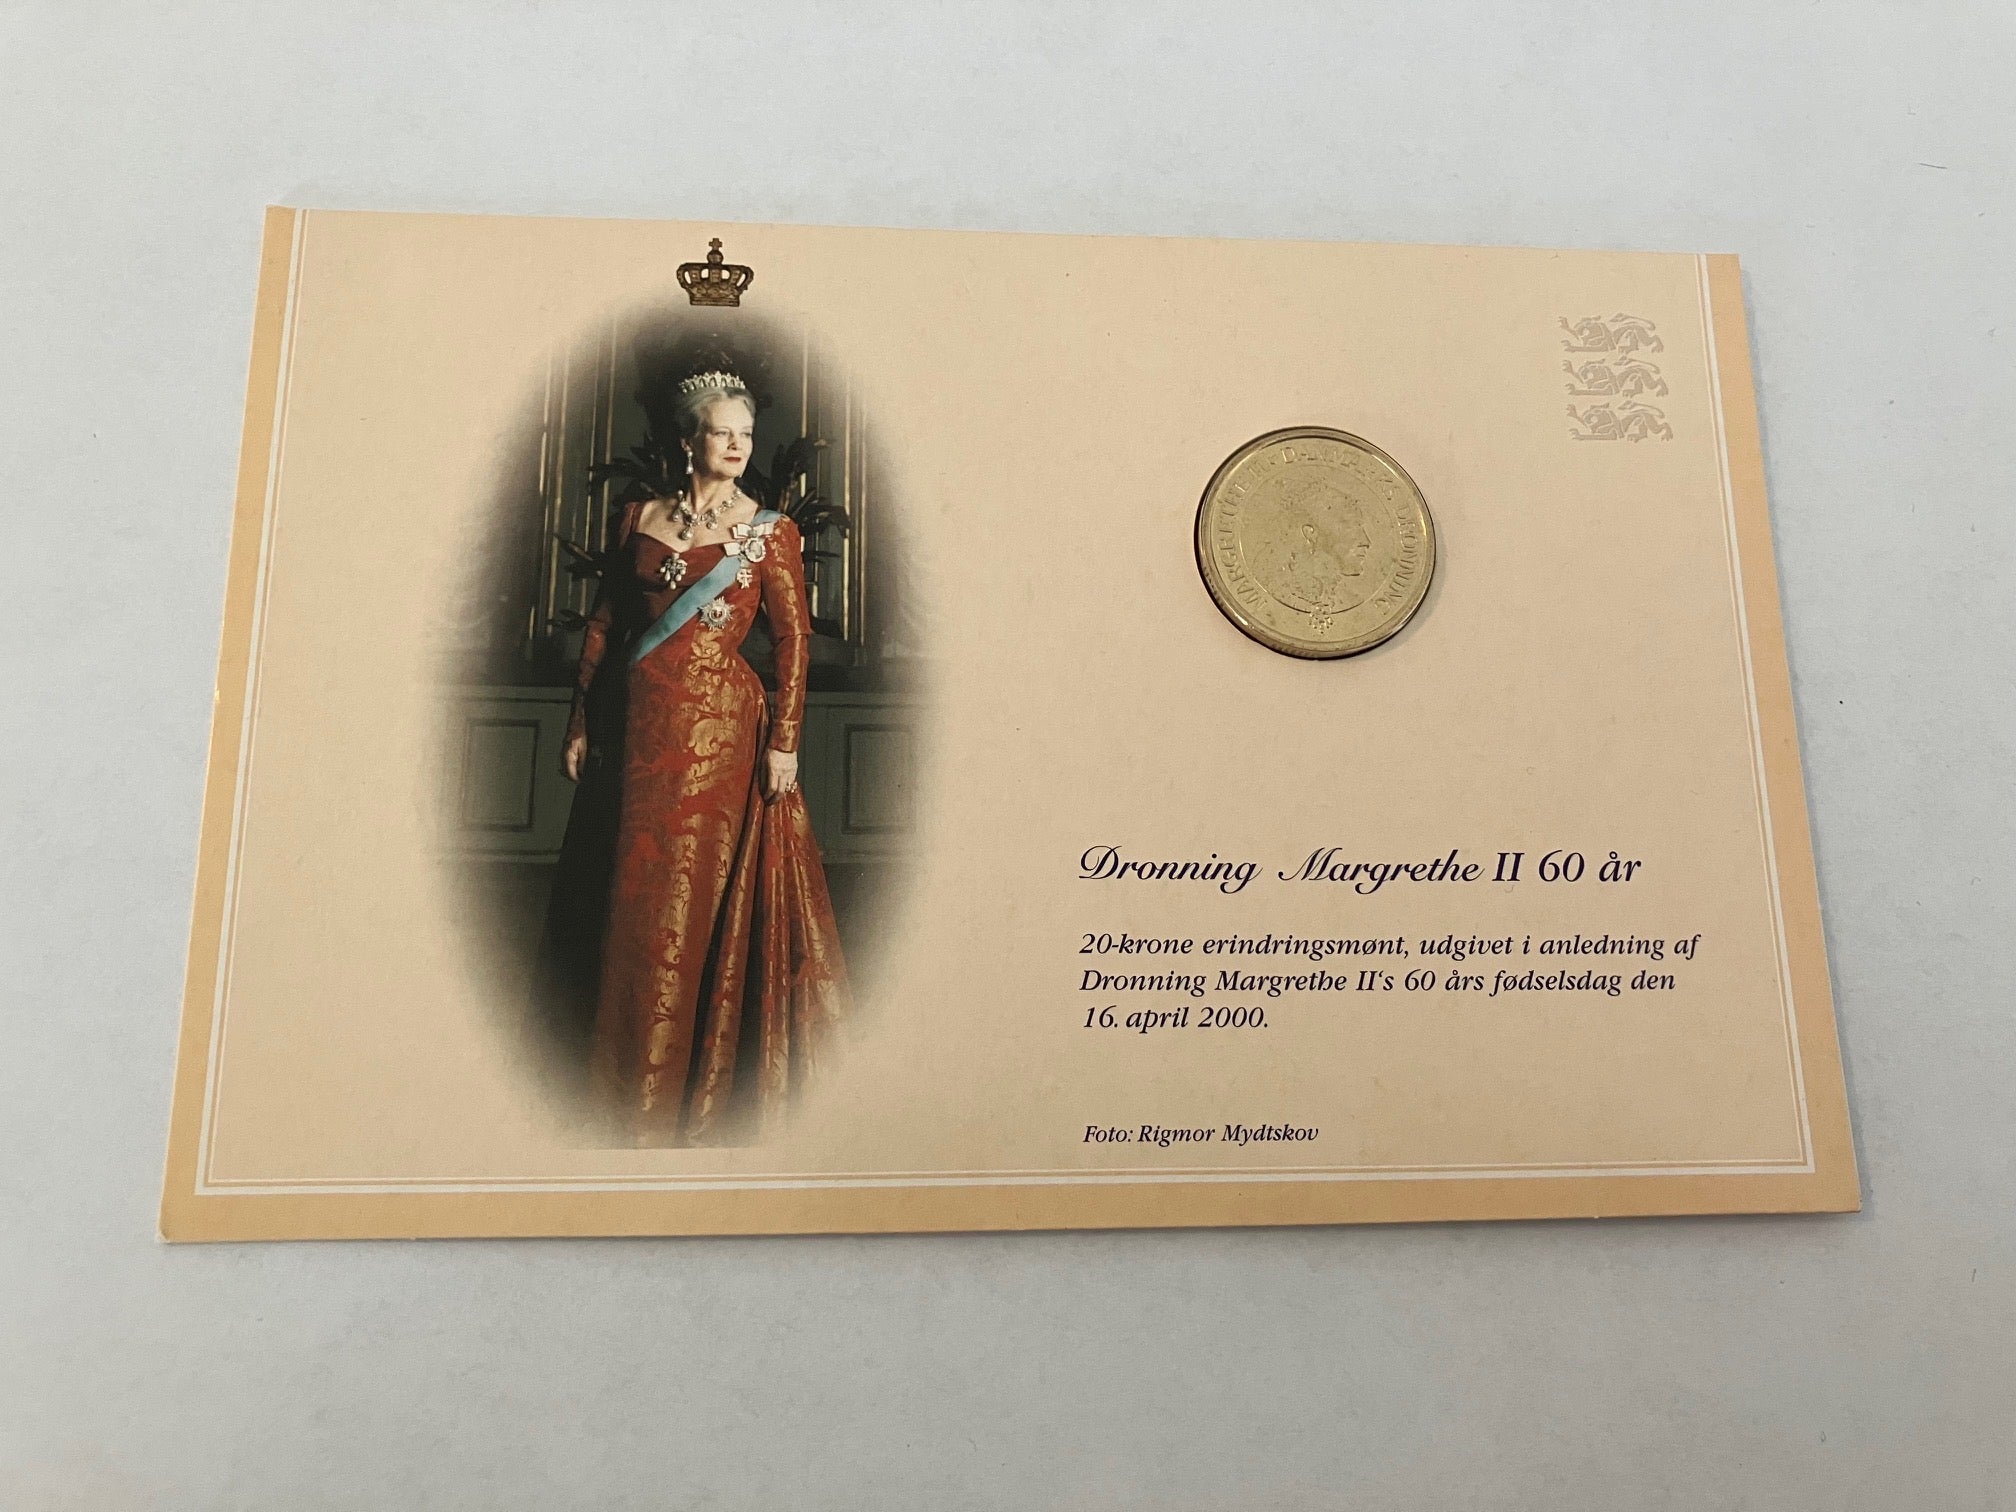 MARGRETHE II · DANMARKS DRONNING
Dronning Margrethe II 60 år
20-krone erindringsmønt, udgivet i anledning af
Dronning Margrethe II‘s 60 års fødselsdag den
16. april 2000.
Foto: Rigmor Mydtskov